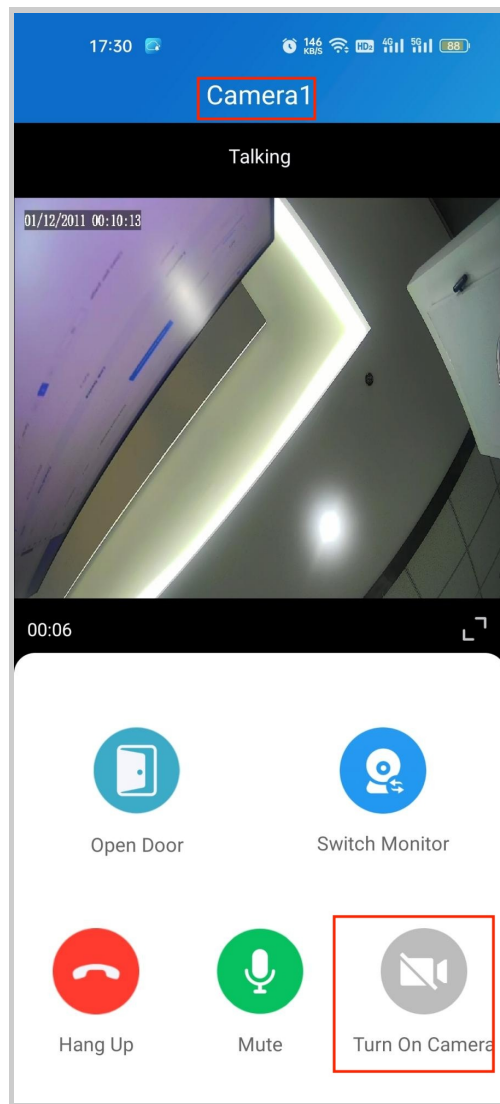 17:30 146 KB/S HD2 4G 5G 88
Camera1
Talking
01/12/2011 00:10:13
00:06
Open Door Switch Monitor
Hang Up Mute Turn On Camera